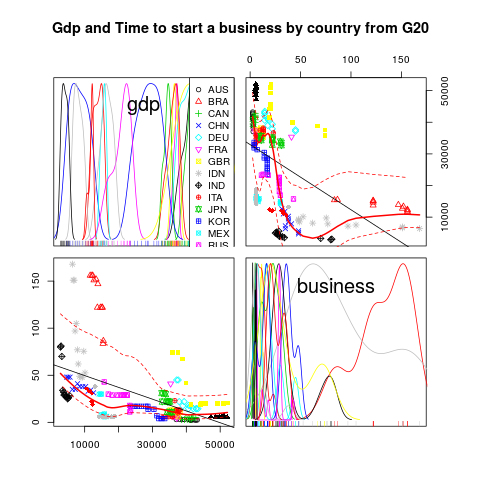 Gdp and Time to start a business by country from G20
0 50 100 150
gdp
AUS
BRA
CAN
CHN
DEU
FRA
GBR
IDN
IND
ITA
JPN
KOR
MEX
RUS
10000 30000 50000
0 50 100 150
business
10000 30000 50000